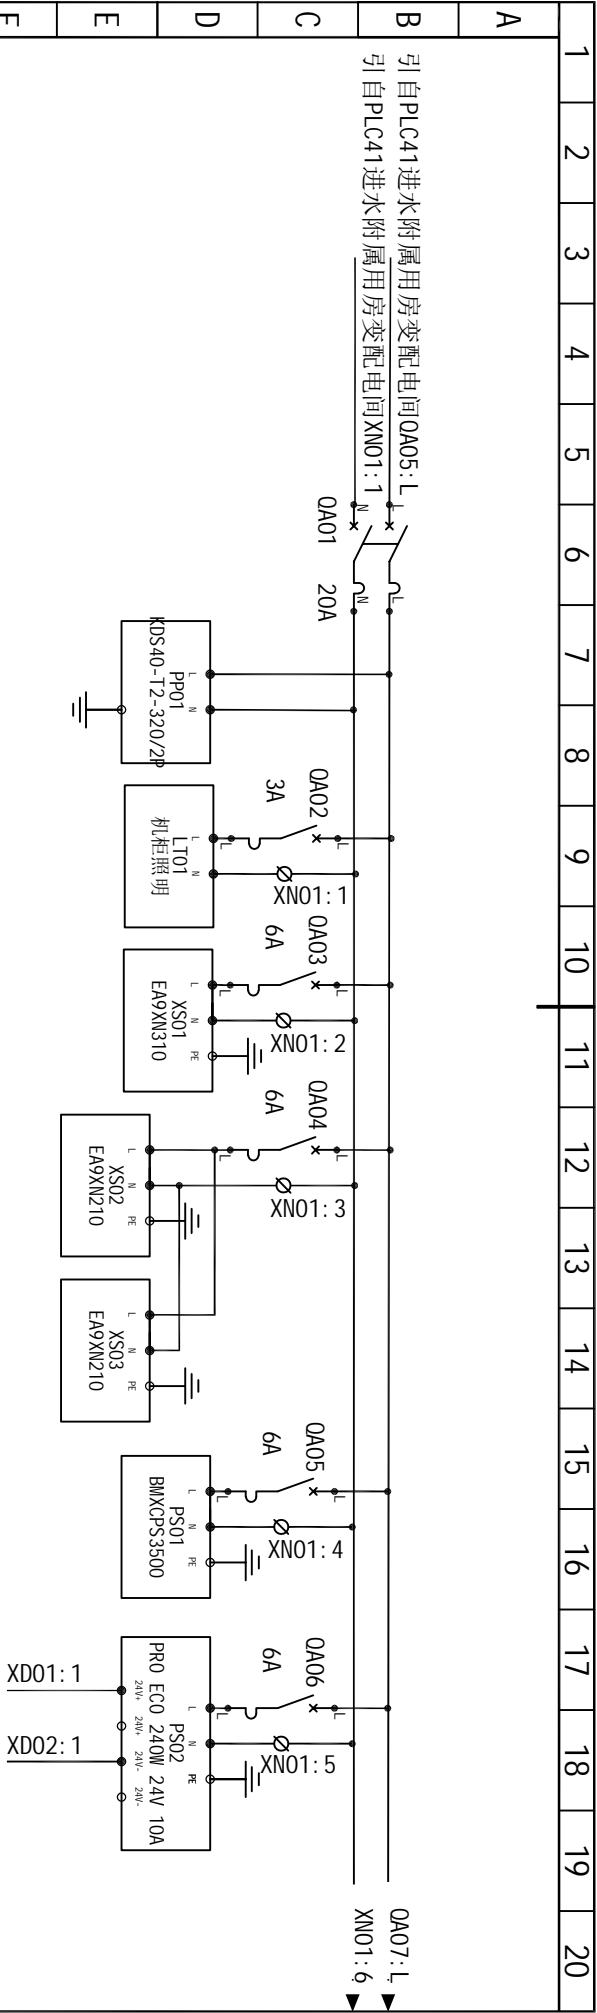 1
2
3
4
5
6
7
8
9
10
11
12
13
14
15
16
17
18
19
20
A
B
C
D
E
F
引自PLC41进水附属用房变配电间QA05:L
引自PLC41进水附属用房变配电间XN01:1
L
N
QA01
20A
L
N
PP01
KDS40-T2-320/2P
L
N
QA02
3A
L
L
XN01:1
LT01
机柜照明
L
N
QA03
6A
L
L
XN01:2
XS01
EA9XN310
L
N
PE
QA04
6A
L
L
XN01:3
XS02
EA9XN210
L
N
PE
XS03
EA9XN210
L
N
PE
QA05
6A
L
L
XN01:4
PS01
BMXCPS3500
L
N
PE
QA06
6A
L
L
XN01:5
PS02
PRO ECO 240W 24V 10A
L
N
PE
24V+
24V+
24V-
24V-
XD01:1
XD02:1
QA07:L
XN01:6